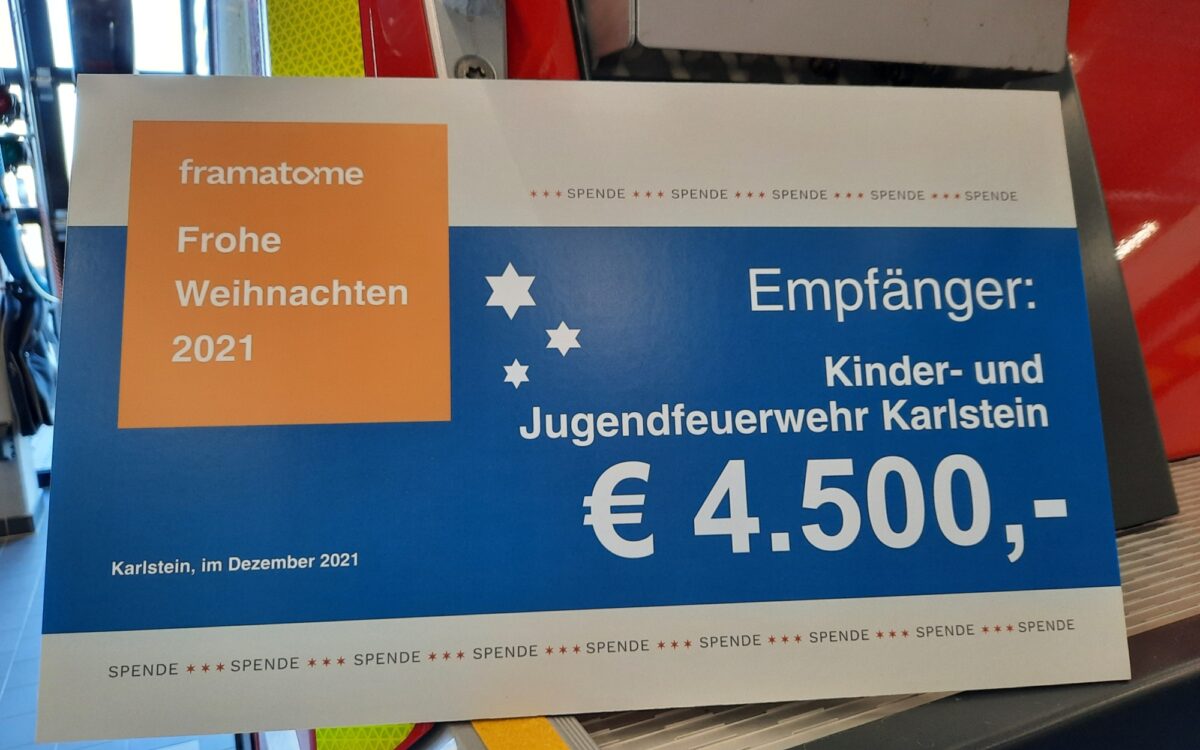 framatome
Frohe
Weihnachten
2021
*** SPENDE *** SPENDE *** SPENDE *** SPENDE *** SPENDE
Empfänger:
Kinder- und
Jugendfeuerwehr Karlstein
€ 4.500,-
Karlstein, im Dezember 2021
SPENDE *** SPENDE *** SPENDE *** SPENDE *** SPENDE *** SPENDE *** SPENDE *** SPENDE *** SPENDE